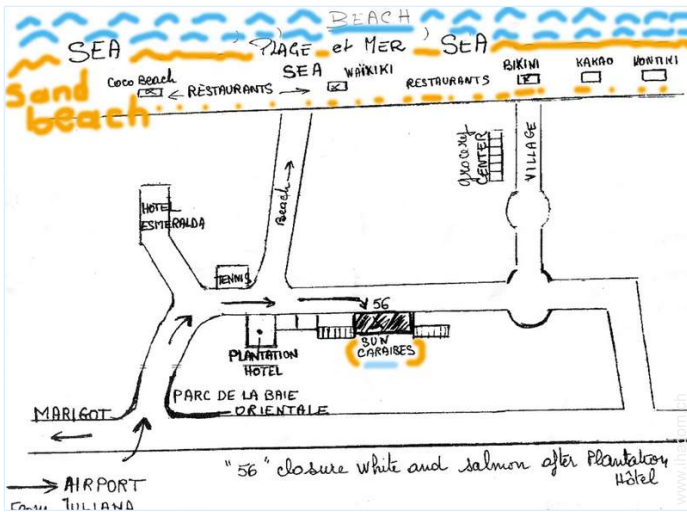 BEACH
SEA PLAGE et MER SEA
Sand beach
Coco Beach
← RESTAURANTS →
SEA
WAÏKIKI
RESTAURANTS
BIKINI
KAKAO
KONTIKI
grocery CENTER
VILLAGE
Beach →
HOTEL ESMERALDA
TENNIS
56
PLANTATION HOTEL
SUN CARAIBES
PARC DE LA BAIE ORIENTALE
MARIGOT
"56" closure white and salmon after Plantation Hôtel
→ AIRPORT
From JULIANA